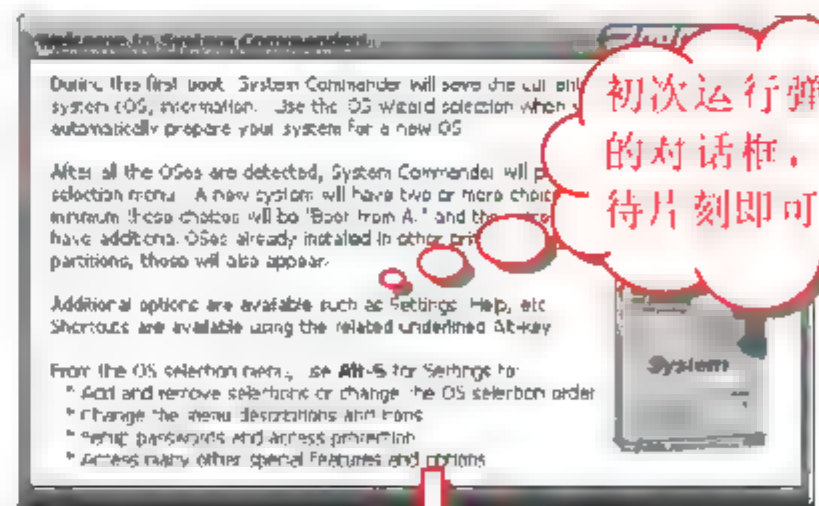 Welcome to System Commander!
During this first boot, System Commander will save the current
system (OS) information. Use the OS wizard selection when
automatically prepare your system for a new OS
After all the OSes are detected, System Commander will
selection menu. A new system will have two or more
minimum these choices will be "Boot from A:" and the
have additional OSes already installed in other
partitions, those will also appear.
Additional options are available such as Settings, Help, etc
Shortcuts are available using the related underlined Alt-key
From the OS selection menu, use Alt-S for Settings to:
* Add and remove selections or change the OS selection order
* Change the menu descriptions and icons
* Setup passwords and access protection
* Access many other special features and options
初次运行弹
的对话框，
待片刻即可
System